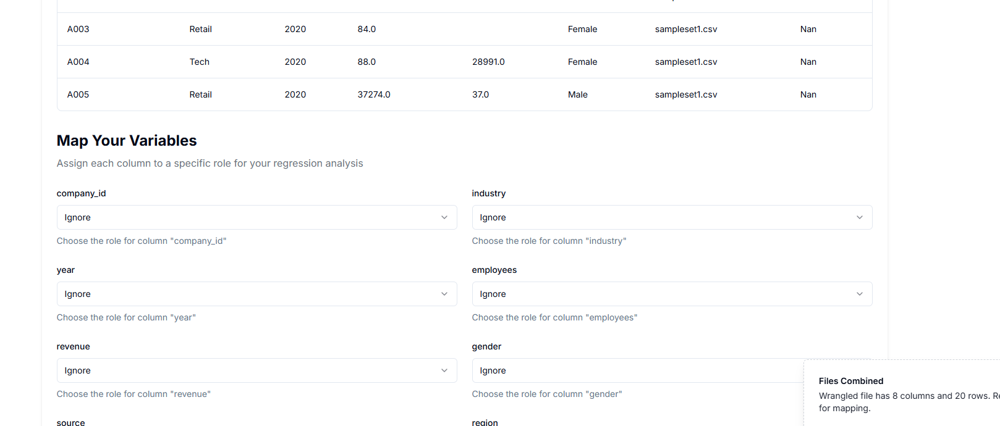 A003 Retail 2020 84.0 Female sampleset1.csv Nan
A004 Tech 2020 88.0 28991.0 Female sampleset1.csv Nan
A005 Retail 2020 37274.0 37.0 Male sampleset1.csv Nan
Map Your Variables
Assign each column to a specific role for your regression analysis
company_id industry
Ignore Ignore
Choose the role for column "company_id" Choose the role for column "industry"
year employees
Ignore Ignore
Choose the role for column "year" Choose the role for column "employees"
revenue gender
Ignore Ignore
Choose the role for column "revenue" Choose the role for column "gender"
source region
Files Combined
Wrangled file has 8 columns and 20 rows.
for mapping.